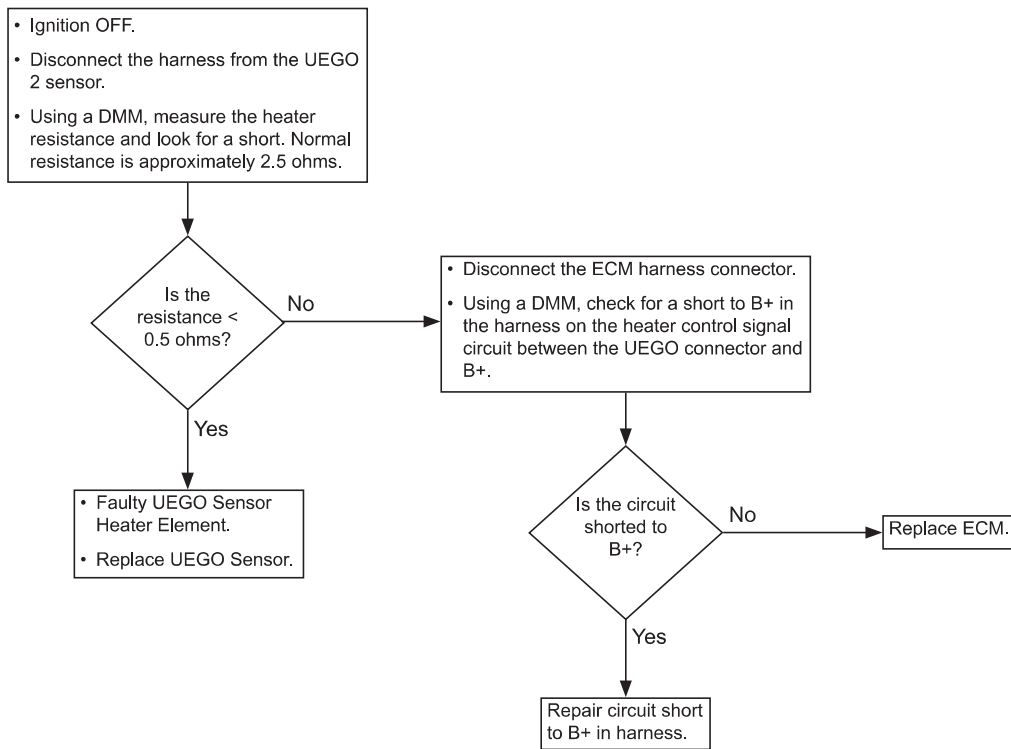 • Ignition OFF.
• Disconnect the harness from the UEGO
2 sensor.
• Using a DMM, measure the heater
resistance and look for a short. Normal
resistance is approximately 2.5 ohms.
Is the
resistance <
0.5 ohms?
No
• Disconnect the ECM harness connector.
• Using a DMM, check for a short to B+ in
the harness on the heater control signal
circuit between the UEGO connector and
B+.
Yes
• Faulty UEGO Sensor
Heater Element.
• Replace UEGO Sensor.
Is the circuit
shorted to
B+?
No
Replace ECM.
Yes
Repair circuit short
to B+ in harness.